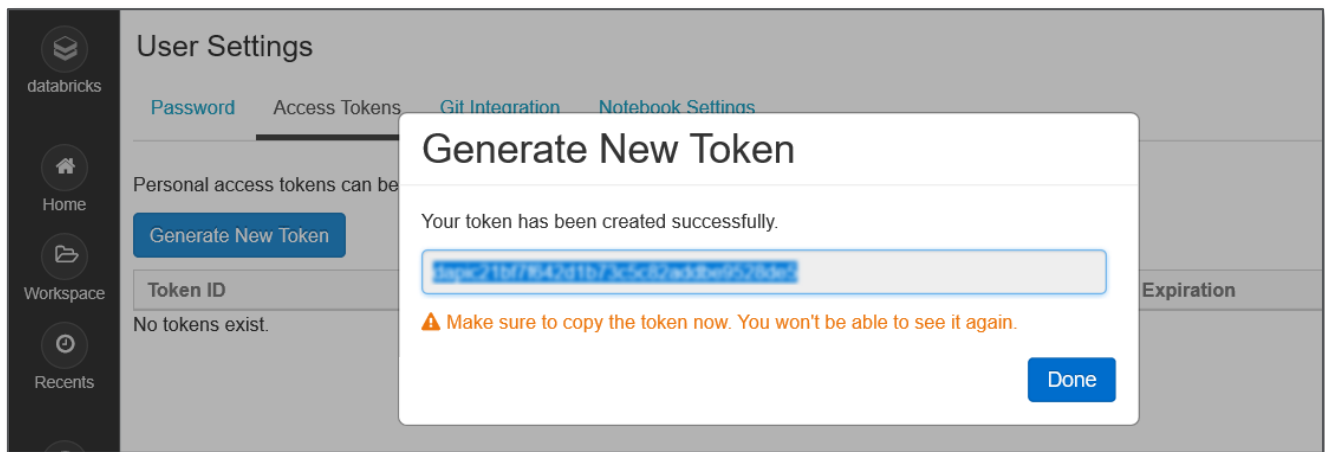 User Settings
databricks
Password Access Tokens Git Integration Notebook Settings
Generate New Token
Home
Personal access tokens can be
Your token has been created successfully.
Generate New Token
Workspace
Token ID
Expiration
No tokens exist.
Make sure to copy the token now. You won't be able to see it again.
Recents
Done